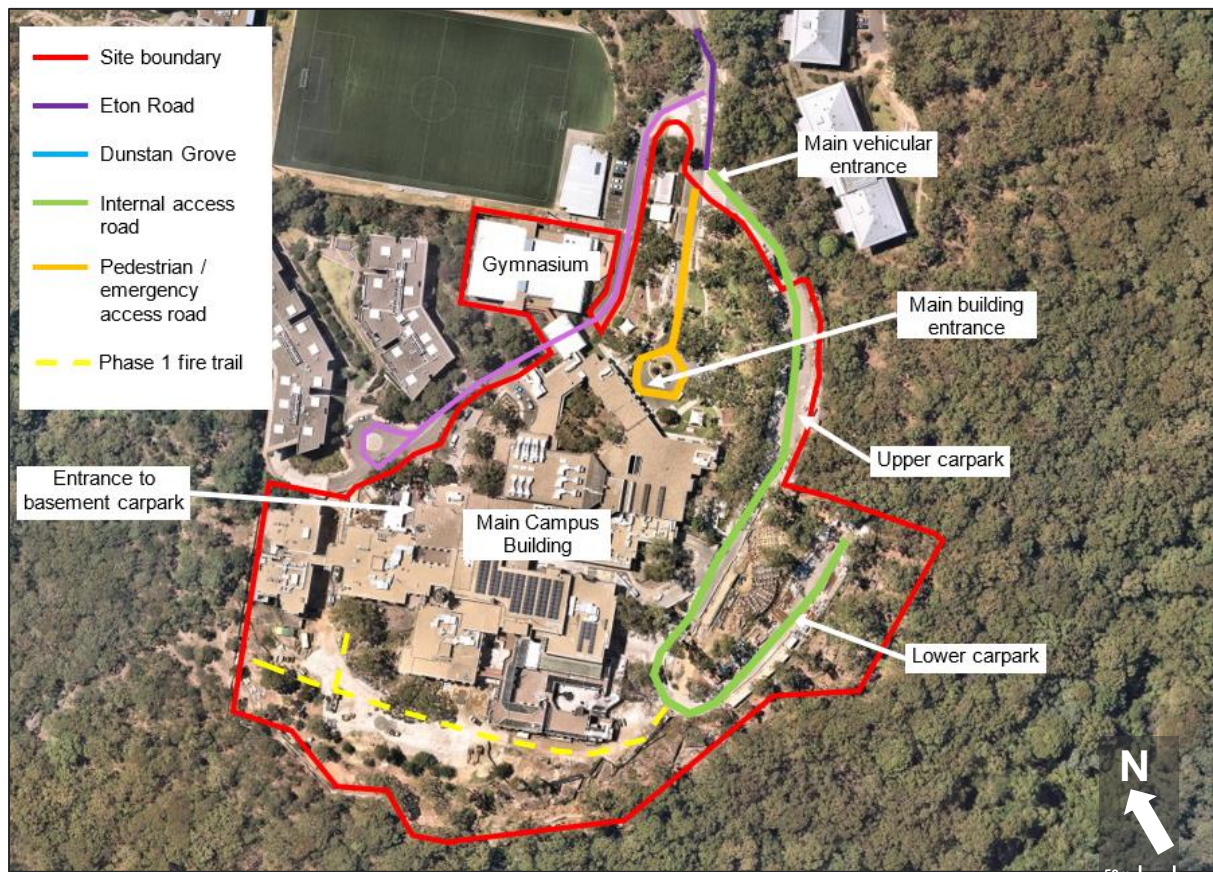 Site boundary
Eton Road
Dunstan Grove
Internal access
road
Pedestrian /
emergency
access road
Phase 1 fire trail
Main vehicular
entrance
Gymnasium
Main building
entrance
Upper carpark
Entrance to
basement carpark
Main Campus
Building
Lower carpark
N